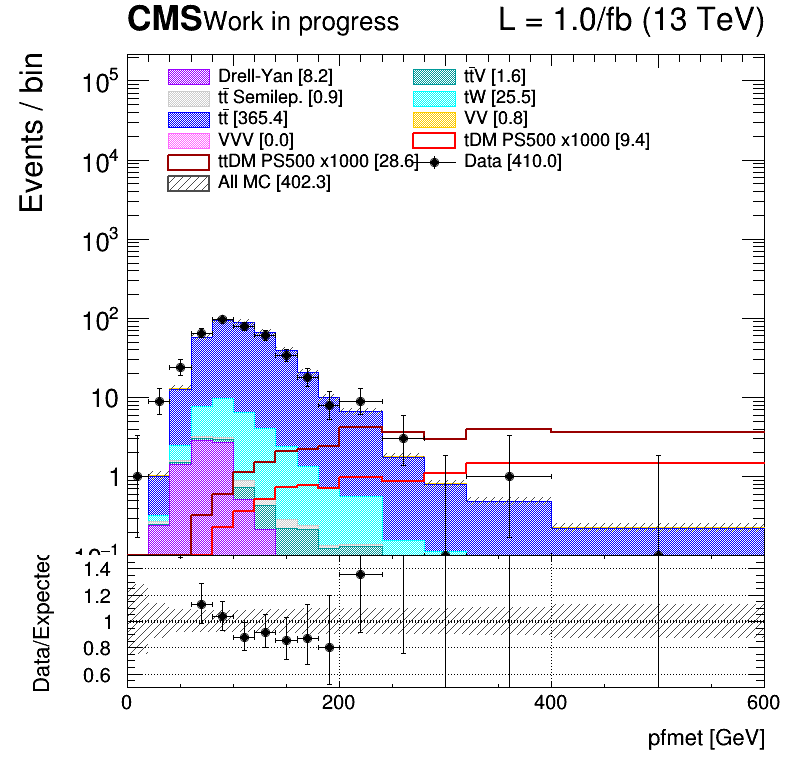 CMS Work in progress L = 1.0/fb (13 TeV)
Events / bin
Drell-Yan [8.2] tt̄V [1.6]
tt̄ Semilep. [0.9] tW [25.5]
tt̄ [365.4] VV [0.8]
VVV [0.0] tDM PS500 x1000 [9.4]
ttDM PS500 x1000 [28.6] Data [410.0]
All MC [402.3]
10⁵
10⁴
10³
10²
10
1
10⁻¹
Data/Expected
1.4
1.2
1
0.8
0.6
0 200 400 600
pfmet [GeV]